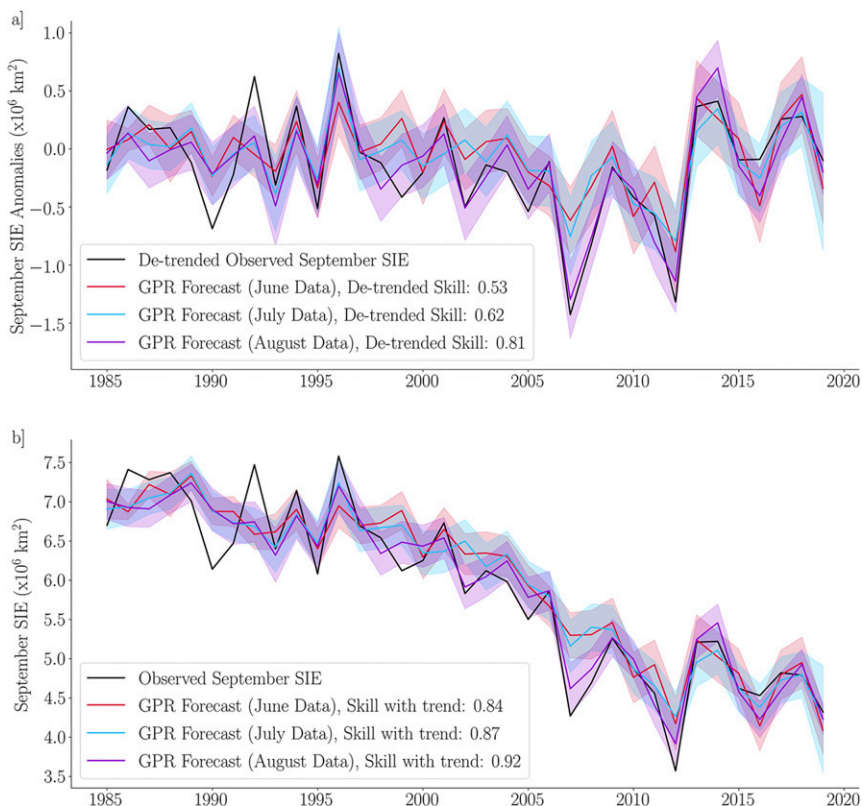 a]
September SIE Anomalies (x10⁶ km²)
1.0
0.5
0.0
−0.5
−1.0
−1.5
De-trended Observed September SIE
GPR Forecast (June Data), De-trended Skill: 0.53
GPR Forecast (July Data), De-trended Skill: 0.62
GPR Forecast (August Data), De-trended Skill: 0.81
1985 1990 1995 2000 2005 2010 2015 2020
b]
September SIE (x10⁶ km²)
7.5
7.0
6.5
6.0
5.5
5.0
4.5
4.0
3.5
Observed September SIE
GPR Forecast (June Data), Skill with trend: 0.84
GPR Forecast (July Data), Skill with trend: 0.87
GPR Forecast (August Data), Skill with trend: 0.92
1985 1990 1995 2000 2005 2010 2015 2020